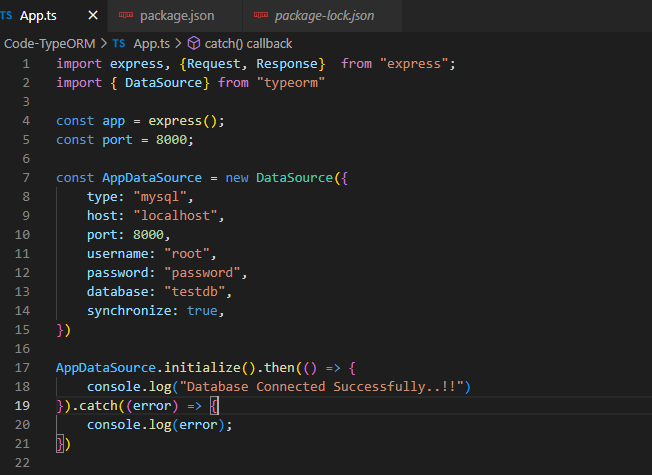 TS App.ts × package.json package-lock.json
Code-TypeORM > TS App.ts > catch() callback
1 import express, {Request, Response}  from "express";
2 import { DataSource} from "typeorm"
3
4 const app = express();
5 const port = 8000;
6
7 const AppDataSource = new DataSource({
8     type: "mysql",
9     host: "localhost",
10     port: 8000,
11     username: "root",
12     password: "password",
13     database: "testdb",
14     synchronize: true,
15 })
16
17 AppDataSource.initialize().then(() => {
18     console.log("Database Connected Successfully..!!")
19 }).catch((error) => {
20     console.log(error);
21 })
22